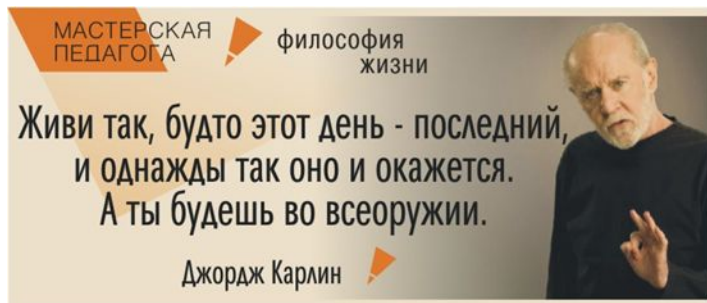 МАСТЕРСКАЯ
ПЕДАГОГА
философия
жизни
Живи так, будто этот день - последний,
и однажды так оно и окажется.
А ты будешь во всеоружии.
Джордж Карлин